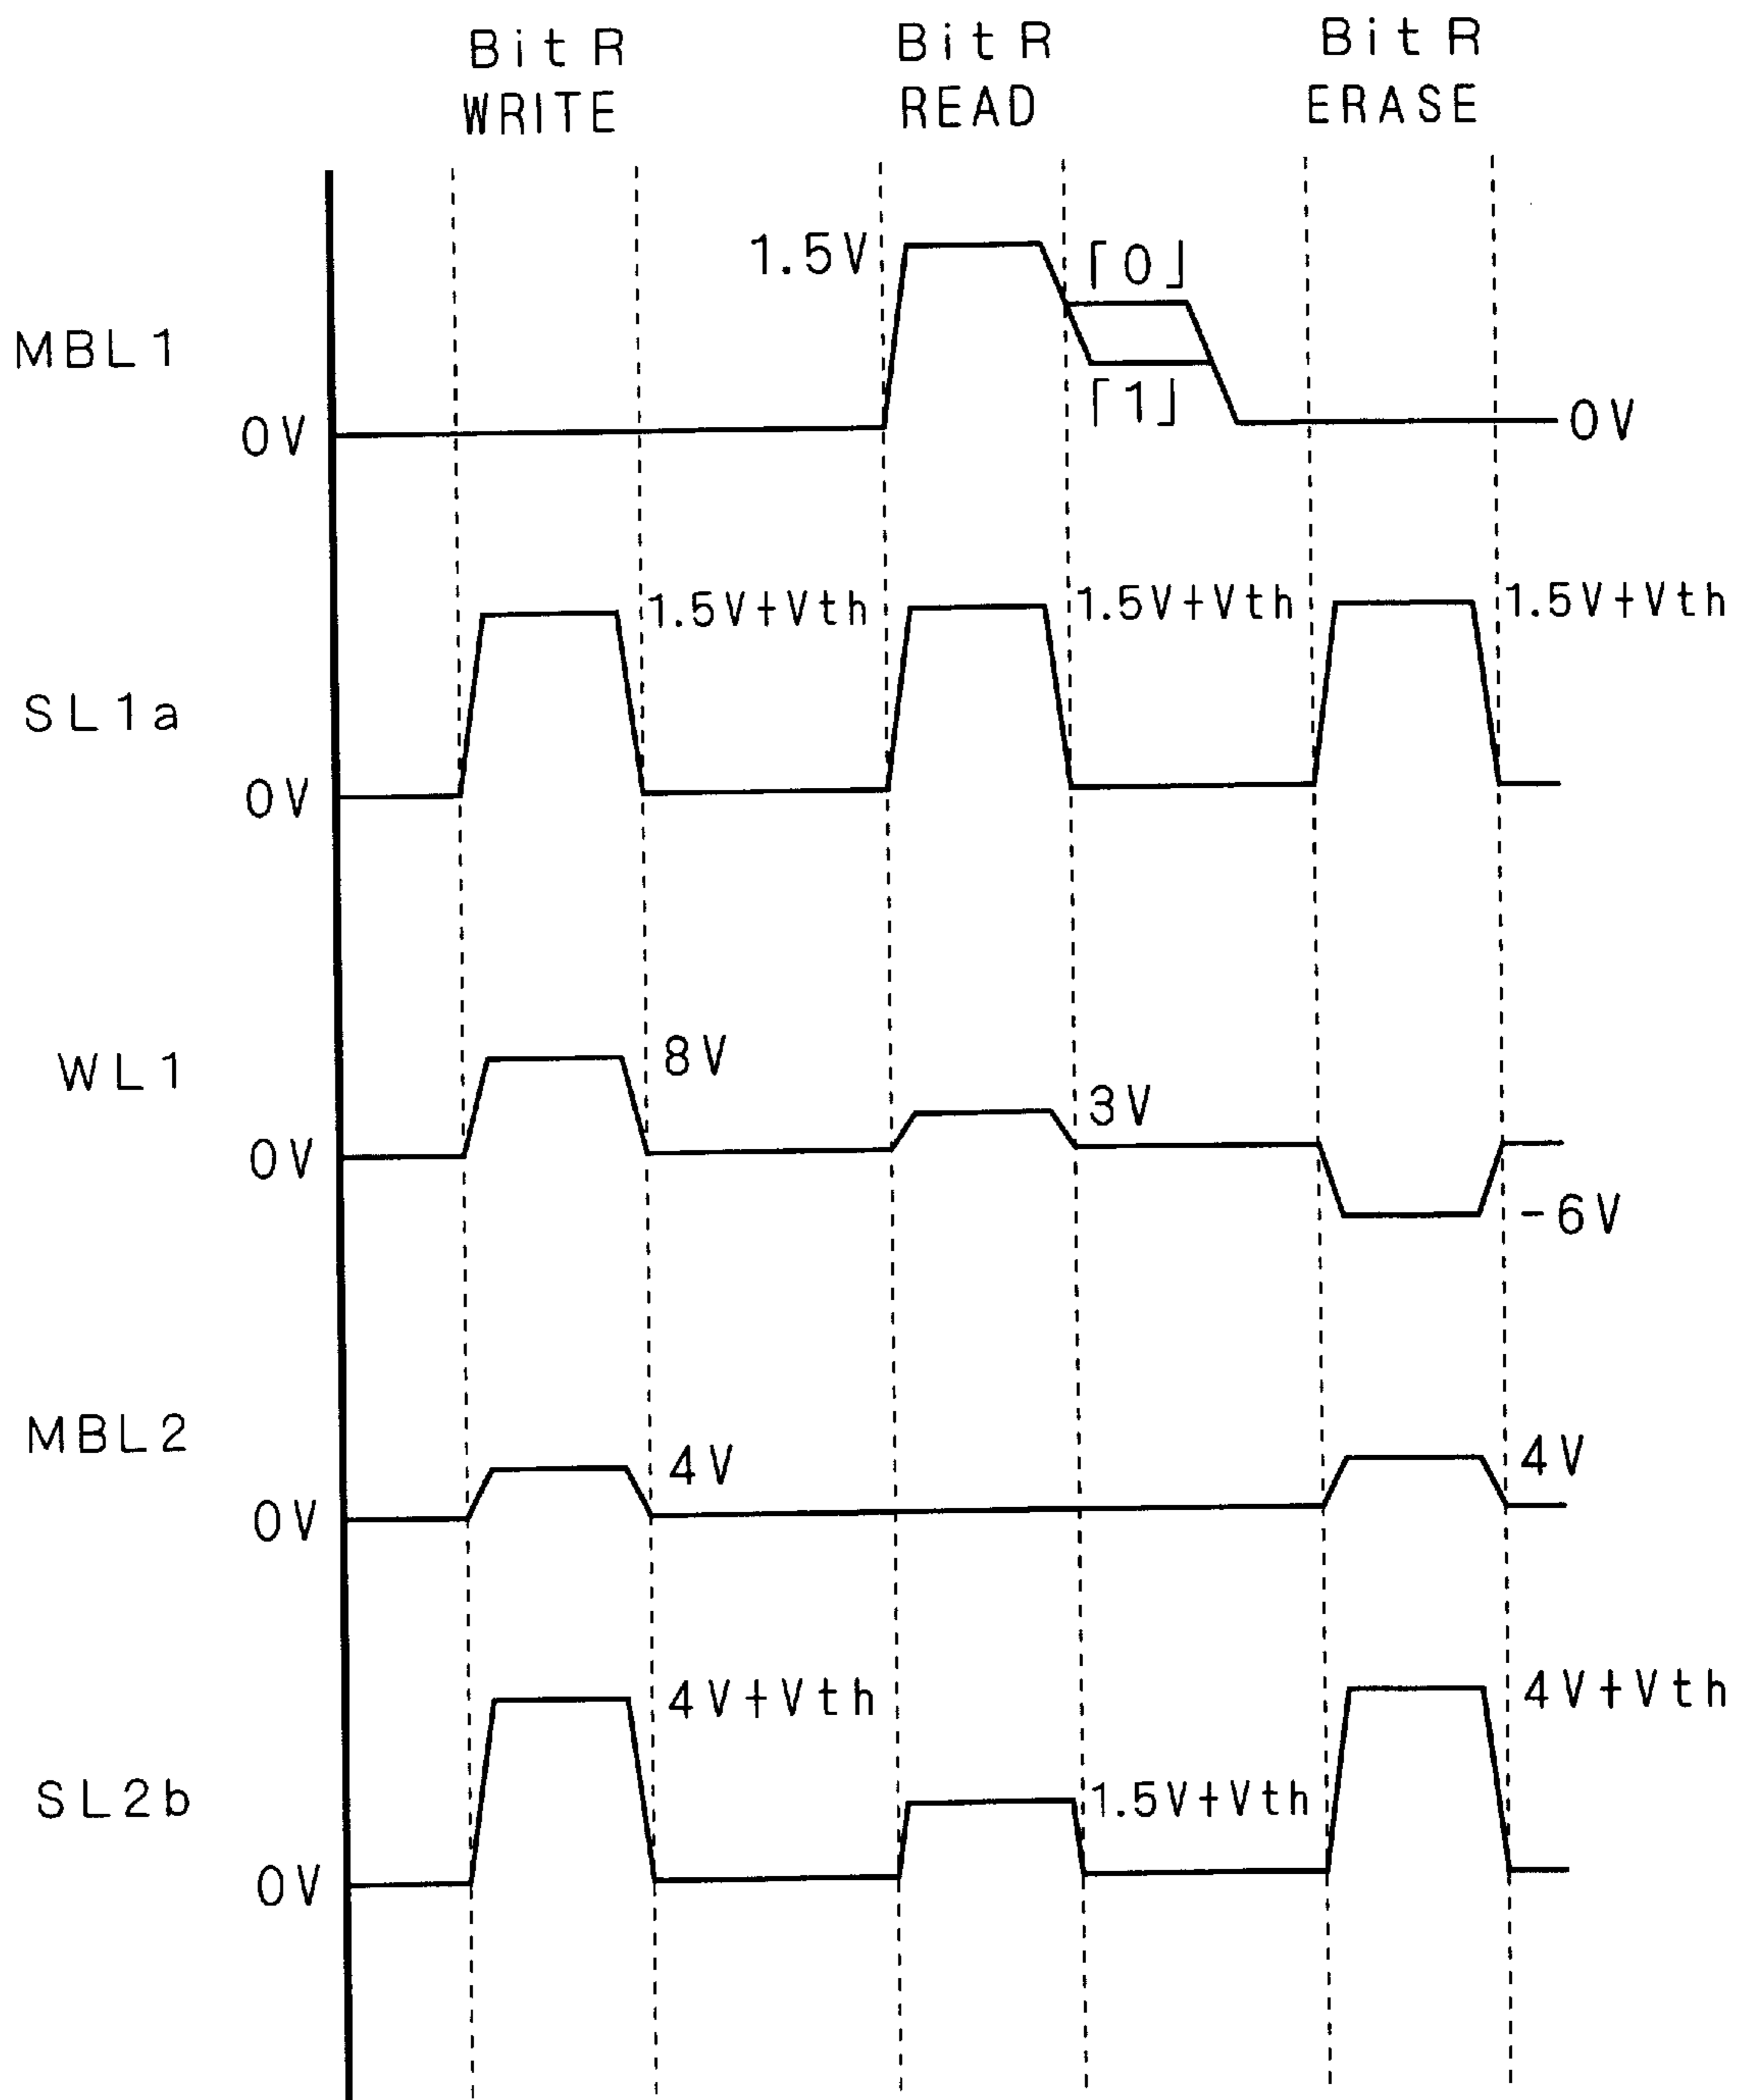 Bit R
WRITE
Bit R
READ
Bit R
ERASE
MBL1
1.5V
「0」
「1」
0V
0V
SL1a
1.5V+Vth
1.5V+Vth
1.5V+Vth
0V
WL1
8V
3V
0V
-6V
MBL2
4V
4V
0V
SL2b
4V+Vth
4V+Vth
1.5V+Vth
0V